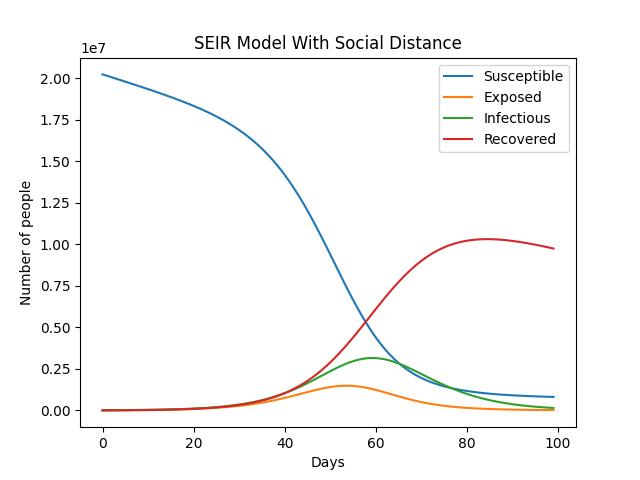 SEIR Model With Social Distance
1e7
2.00
1.75
1.50
1.25
1.00
0.75
0.50
0.25
0.00
Number of people
Susceptible
Exposed
Infectious
Recovered
0 20 40 60 80 100
Days